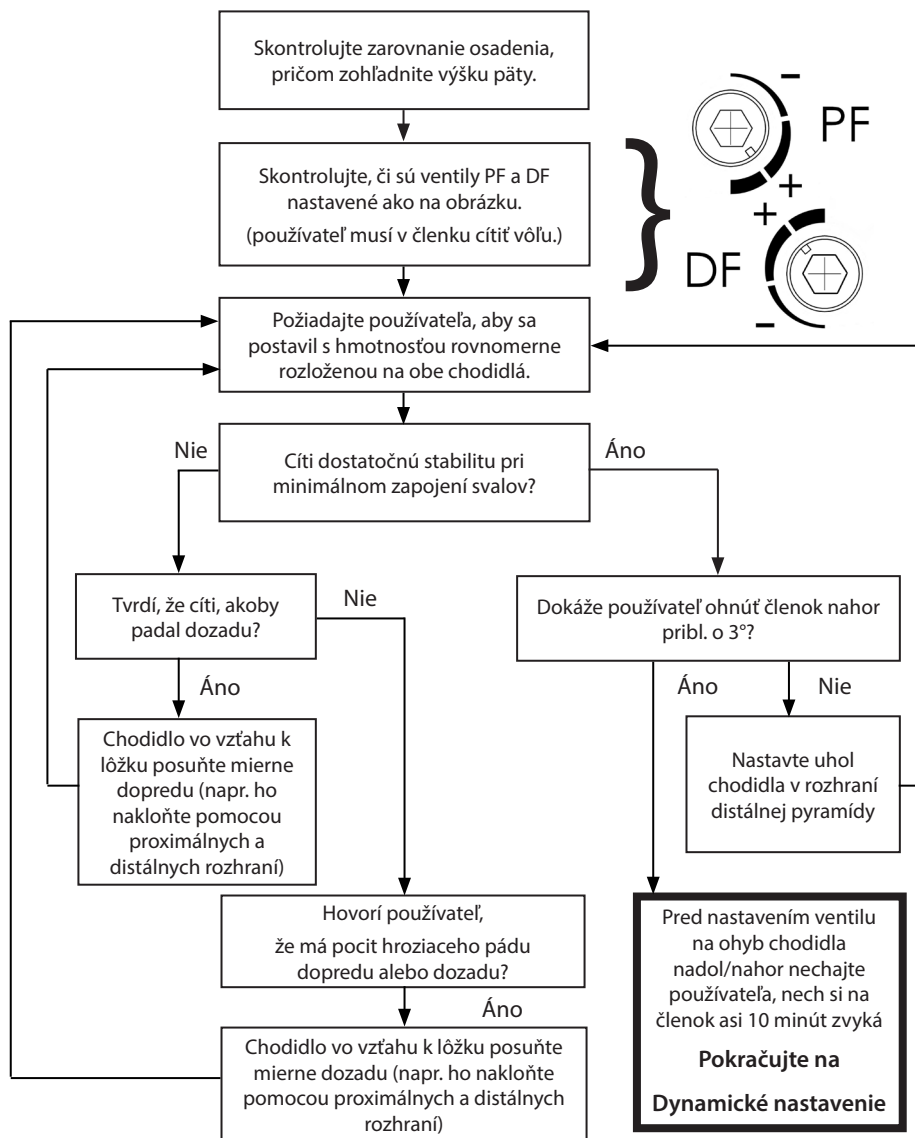 Skontrolujte zarovnanie osadenia,
pričom zohľadnite výšku päty.
Skontrolujte, či sú ventily PF a DF
nastavené ako na obrázku.
(používateľ musí v členku cítiť vôľu.)
−
PF
+
+
DF
−
Požiadajte používateľa, aby sa
postavil s hmotnosťou rovnomerne
rozloženou na obe chodidlá.
Nie
Áno
Cíti dostatočnú stabilitu pri
minimálnom zapojení svalov?
Tvrdí, že cíti, akoby
padal dozadu?
Nie
Dokáže používateľ ohnúť členok nahor
pribl. o 3°?
Áno
Áno
Nie
Chodidlo vo vzťahu k
lôžku posuňte mierne
dopredu (napr. ho
nakloňte pomocou
proximálnych a
distálnych rozhraní)
Nastavte uhol
chodidla v rozhraní
distálnej pyramídy
Hovorí používateľ,
že má pocit hroziaceho pádu
dopredu alebo dozadu?
Áno
Chodidlo vo vzťahu k lôžku posuňte
mierne dozadu (napr. ho nakloňte
pomocou proximálnych a distálnych
rozhraní)
Pred nastavením ventilu
na ohyb chodidla
nadol/nahor nechajte
používateľa, nech si na
členok asi 10 minút zvyká
Pokračujte na
Dynamické nastavenie